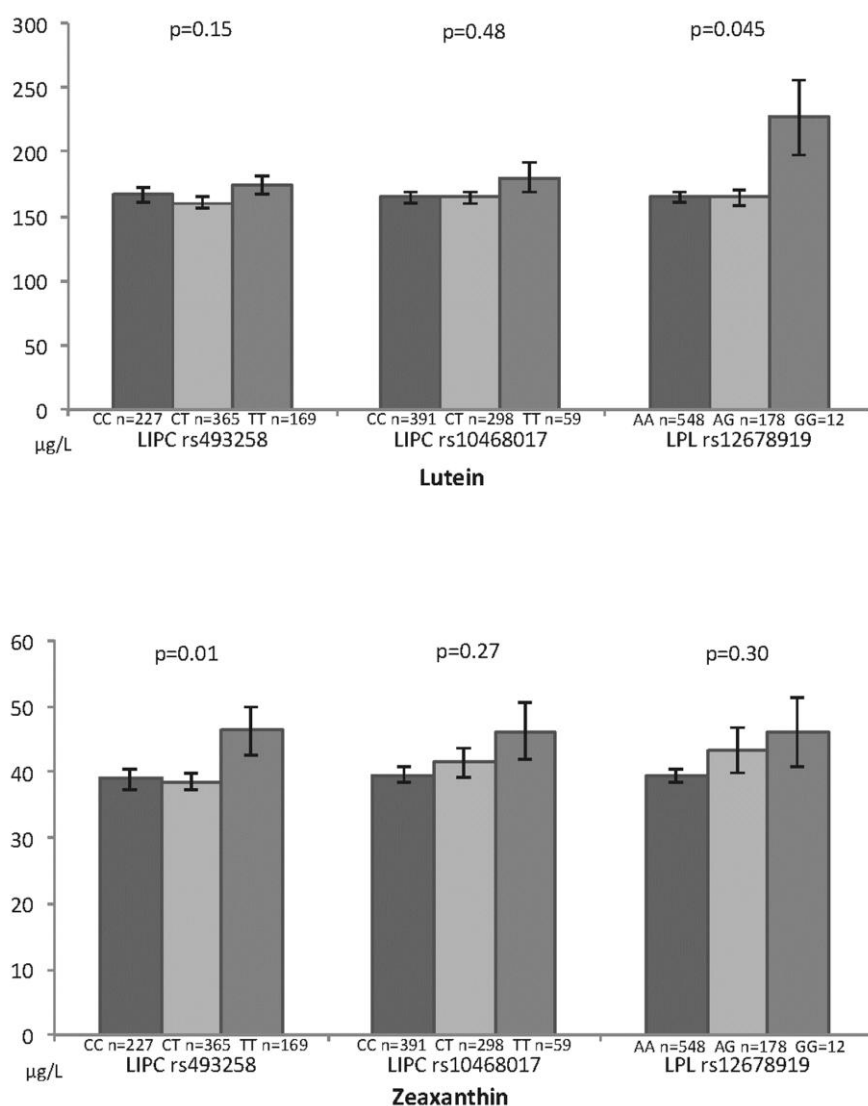 300
p=0.15 p=0.48 p=0.045
250
200
150
100
50
0
CC n=227 CT n=365 TT n=169 CC n=391 CT n=298 TT n=59 AA n=548 AG n=178 GG=12
µg/L LIPC rs493258 LIPC rs10468017 LPL rs12678919
Lutein
60
p=0.01 p=0.27 p=0.30
50
40
30
20
10
0
CC n=227 CT n=365 TT n=169 CC n=391 CT n=298 TT n=59 AA n=548 AG n=178 GG=12
µg/L LIPC rs493258 LIPC rs10468017 LPL rs12678919
Zeaxanthin